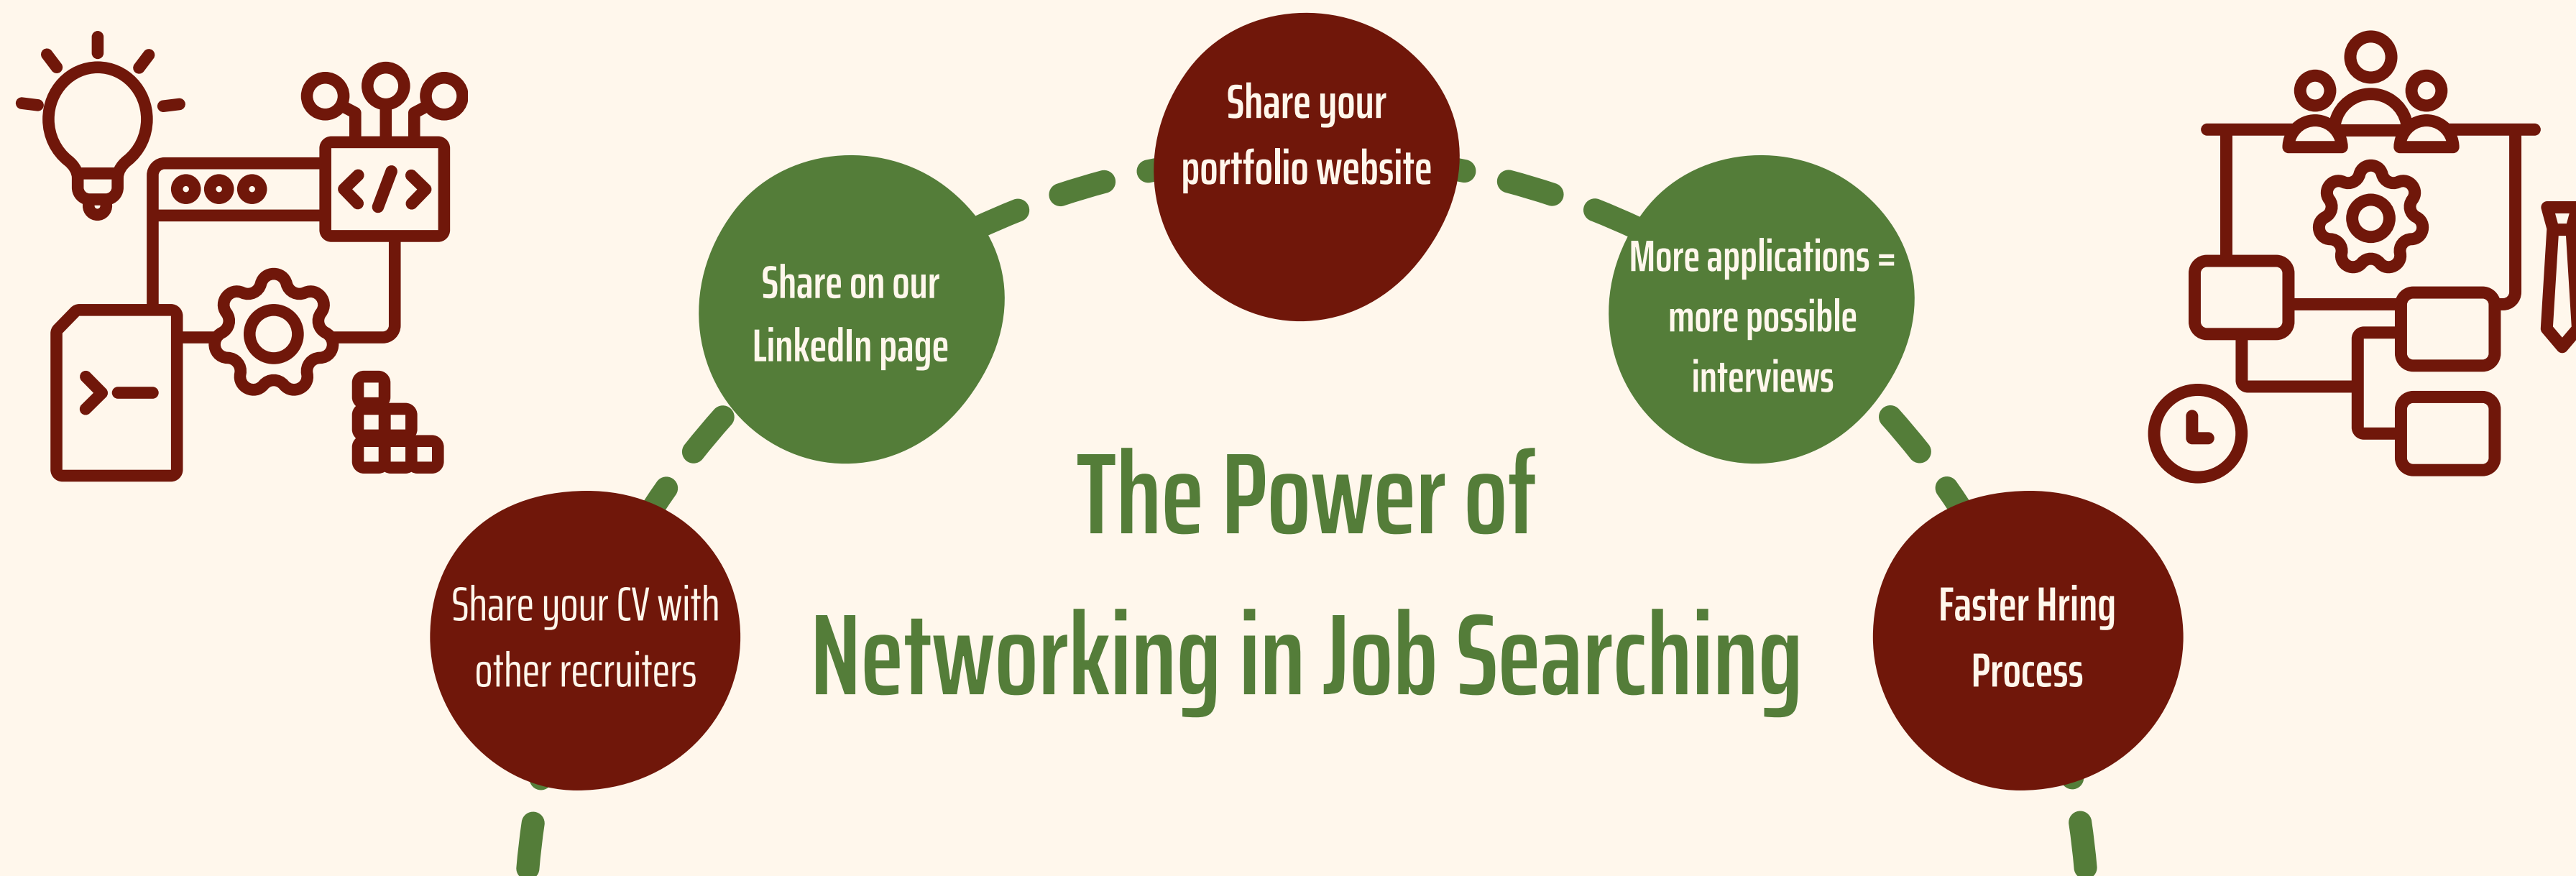 Share your
portfolio website
Share on our
LinkedIn page
More applications =
more possible
interviews
The Power of
Networking in Job Searching
Share your CV with
other recruiters
Faster Hring
Process